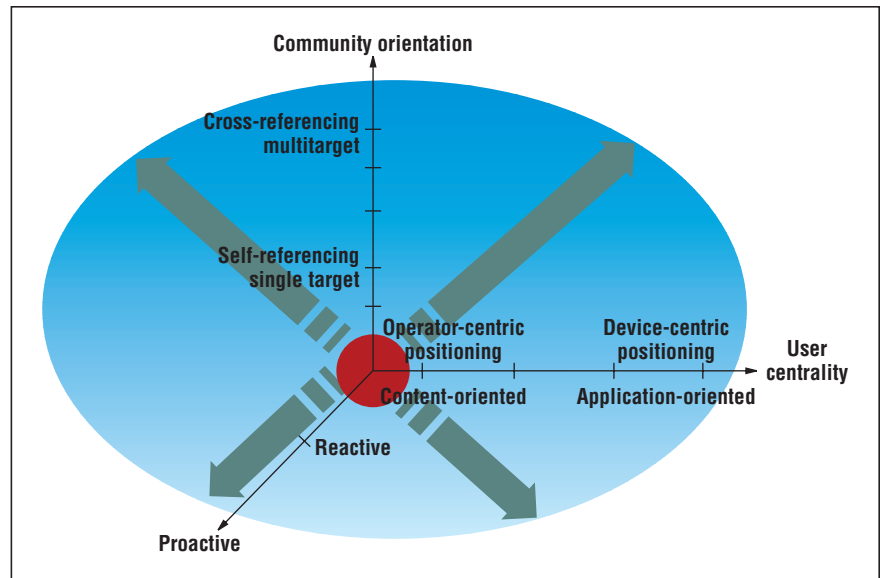 Community orientation
Cross-referencing
multitarget
Self-referencing
single target
Operator-centric
positioning
Device-centric
positioning
User
centrality
Content-oriented
Application-oriented
Reactive
Proactive